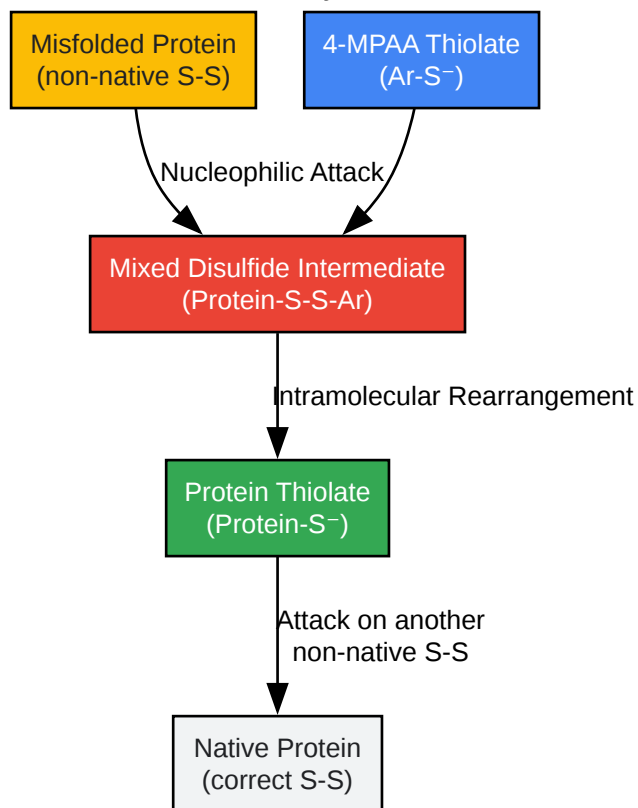 Misfolded Protein
(non-native S-S)
4-MPAA Thiolate
(Ar-S⁻)
Nucleophilic Attack
Mixed Disulfide Intermediate
(Protein-S-S-Ar)
Intramolecular Rearrangement
Protein Thiolate
(Protein-S⁻)
Attack on another
non-native S-S
Native Protein
(correct S-S)